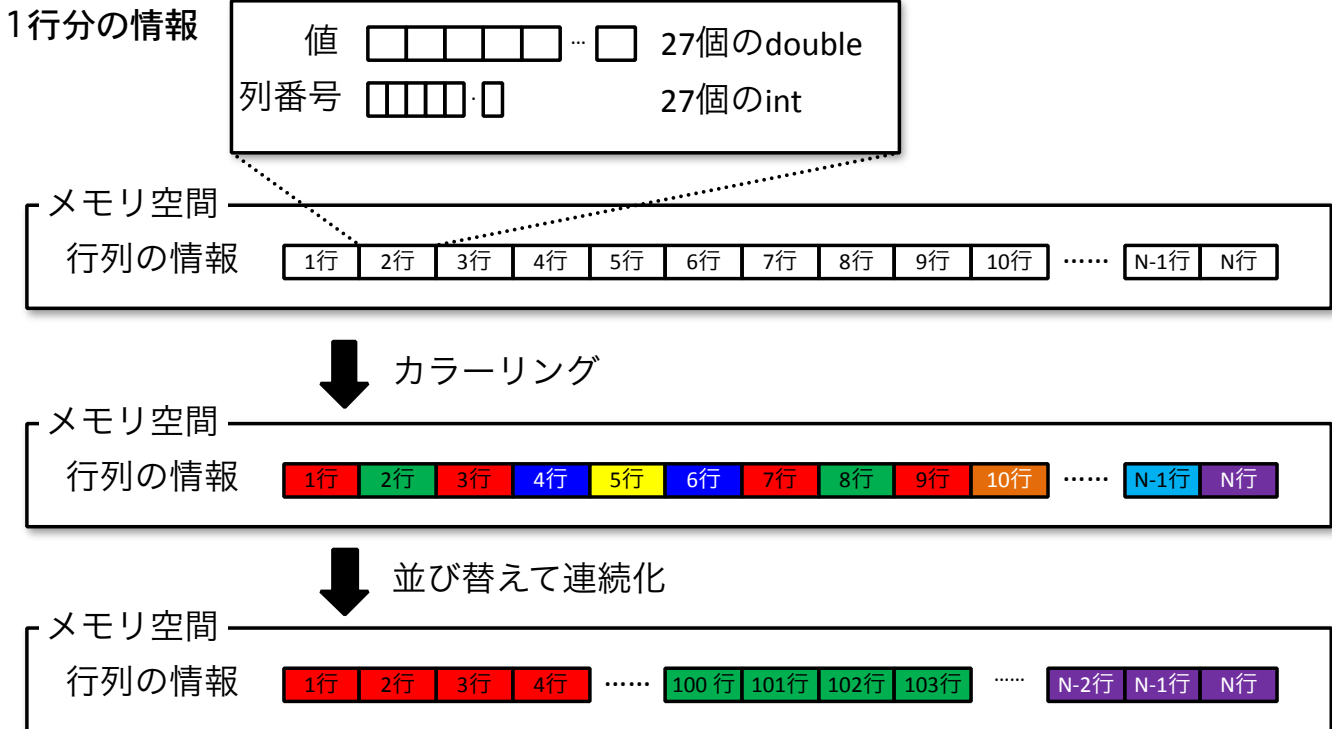 1行分の情報
値 … 27個のdouble
列番号 · 27個のint
メモリ空間
行列の情報 1行 2行 3行 4行 5行 6行 7行 8行 9行 10行 …… N-1行 N行
カラーリング
メモリ空間
行列の情報 1行 2行 3行 4行 5行 6行 7行 8行 9行 10行 …… N-1行 N行
並び替えて連続化
メモリ空間
行列の情報 1行 2行 3行 4行 …… 100 行 101行 102行 103行 …… N-2行 N-1行 N行